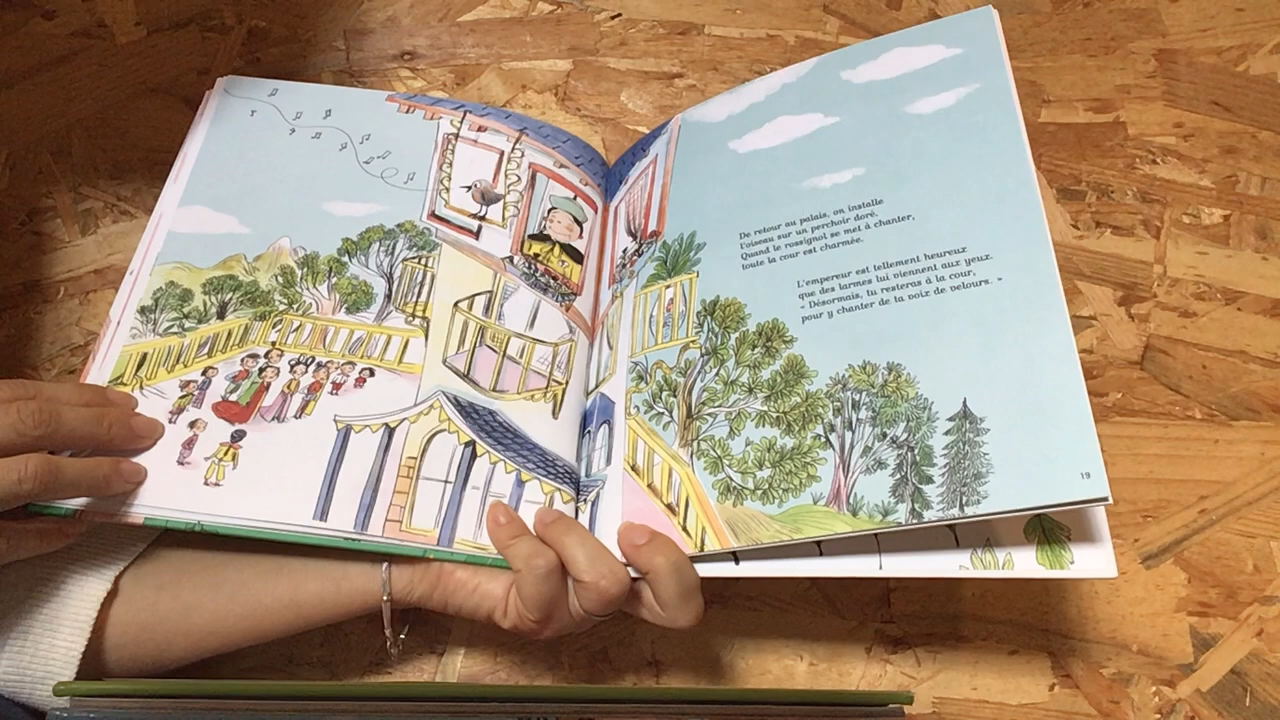 De retour au palais, on installe
l'oiseau sur un perchoir doré.
Quand le rossignol se met à chanter,
toute la cour est charmée.
L'empereur est tellement heureux
que des larmes lui viennent aux yeux.
« Désormais, tu resteras à la cour,
pour y chanter de ta voix de velours. »
19